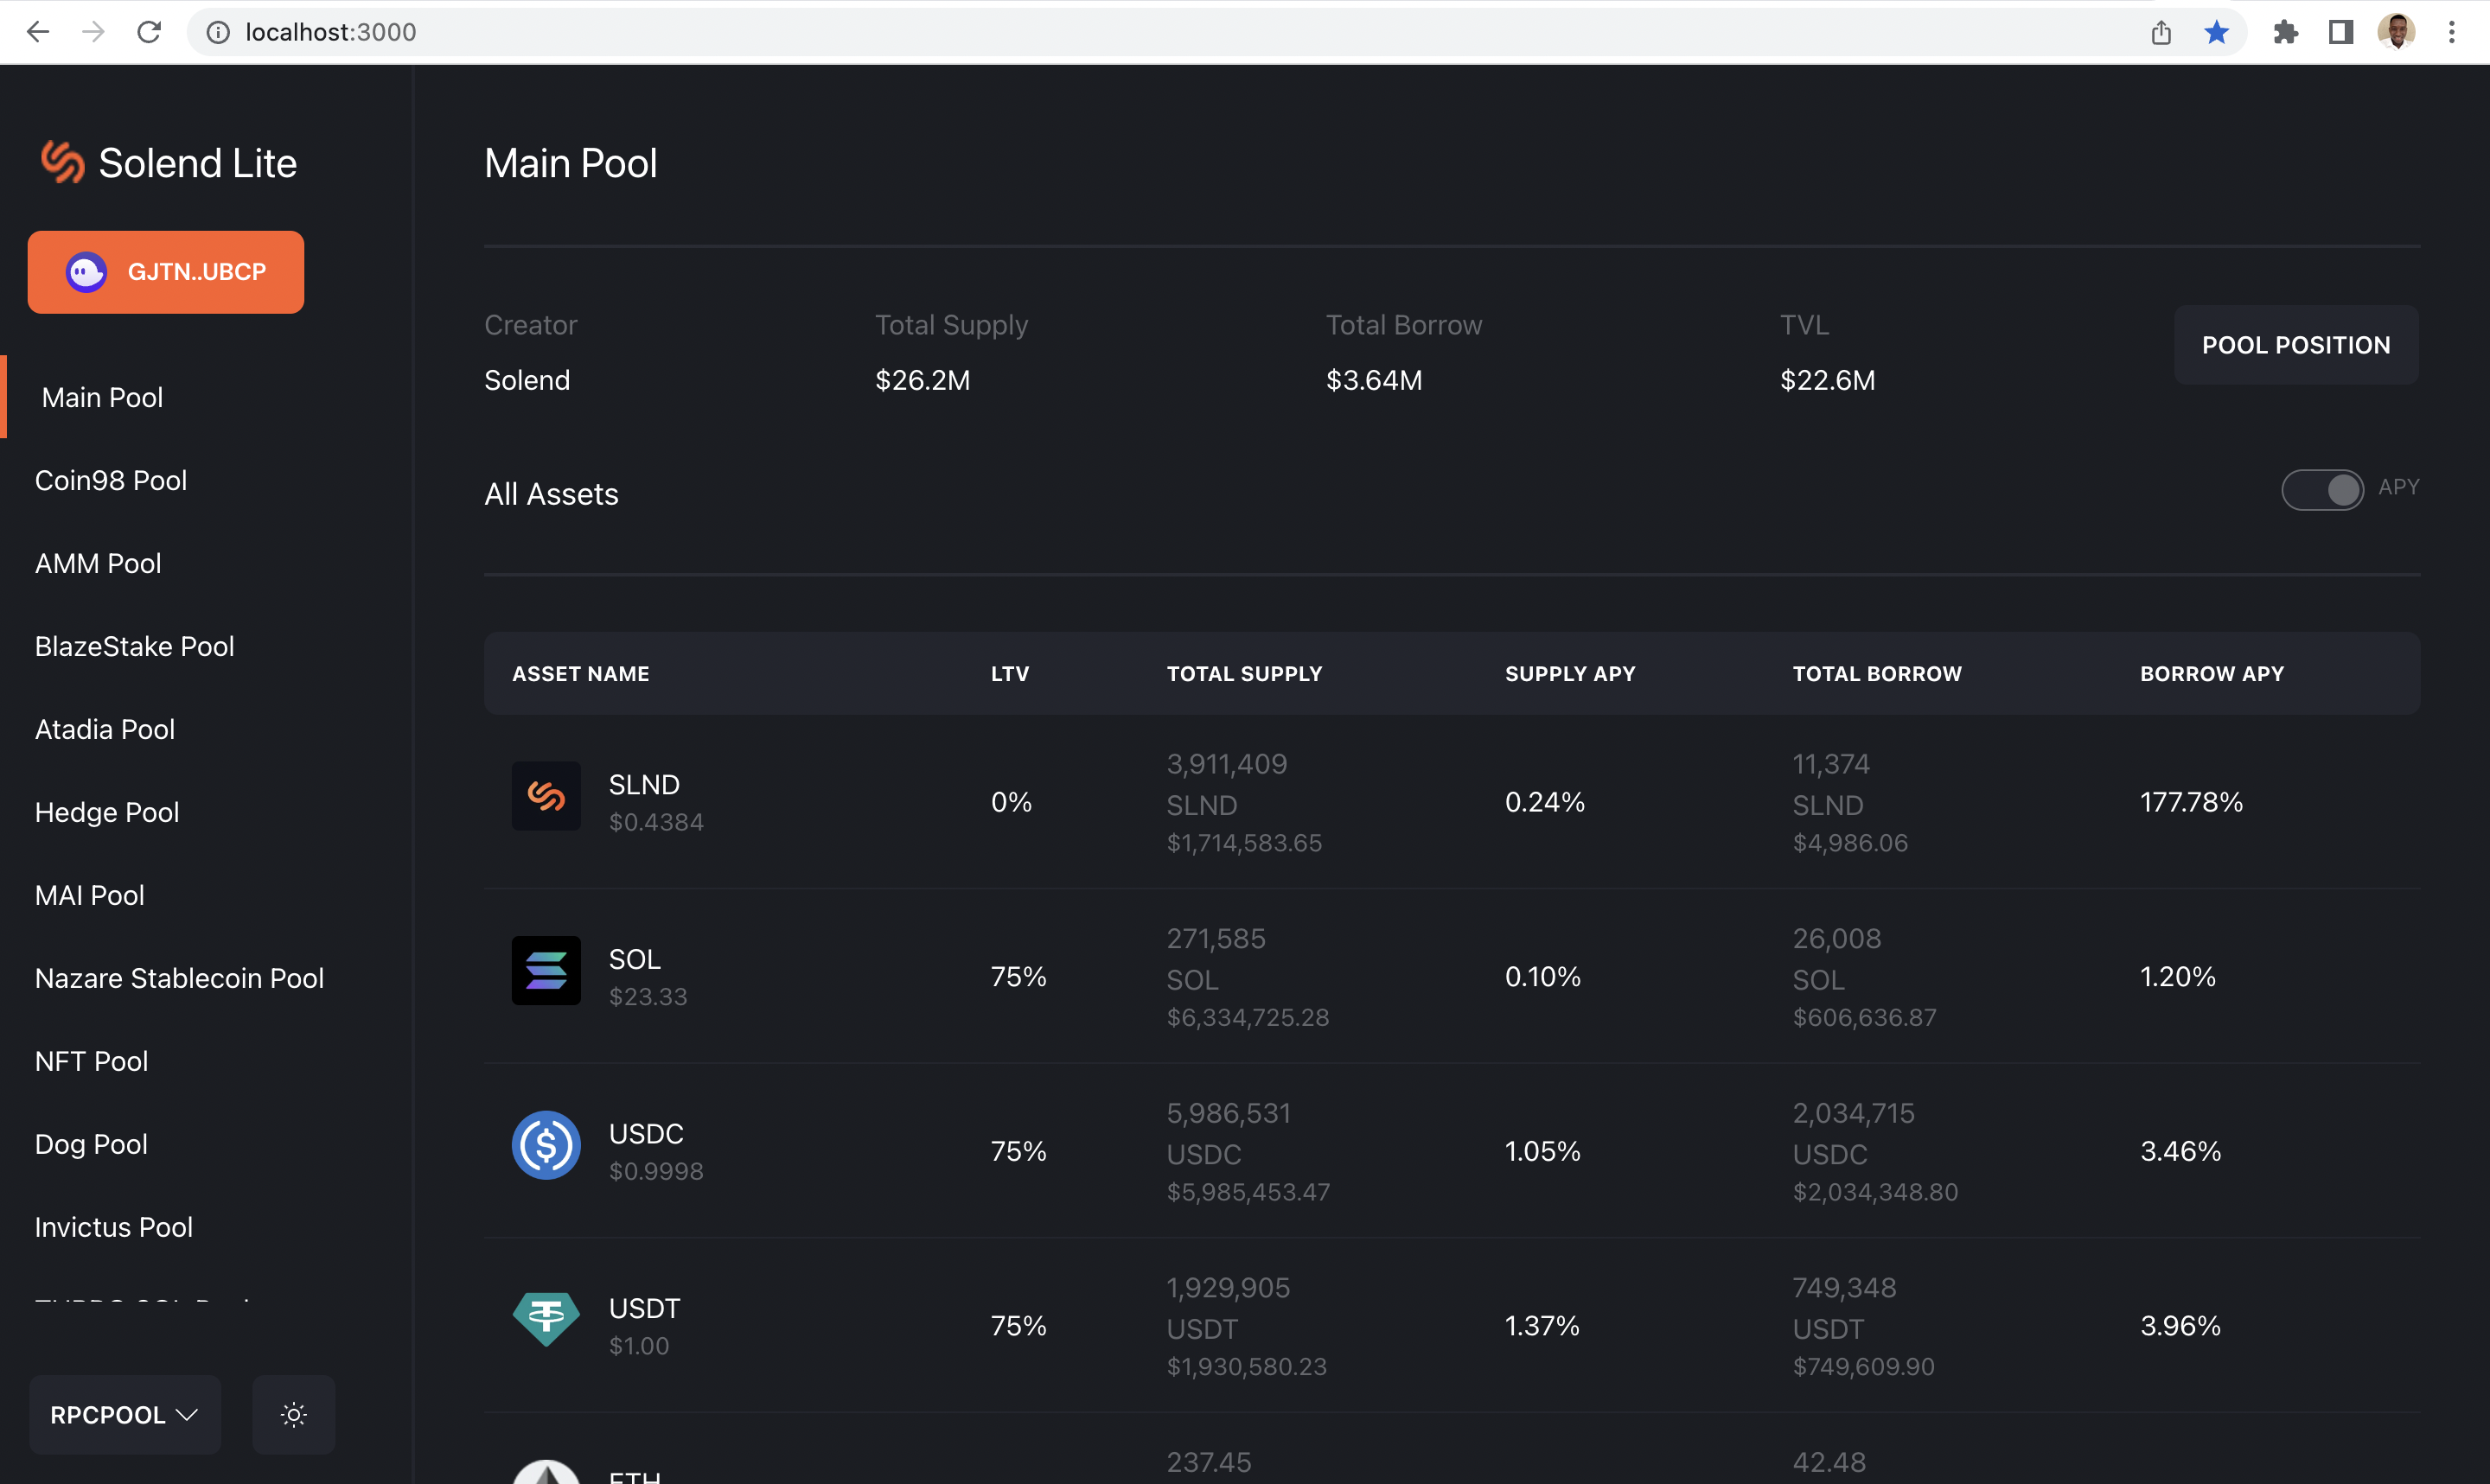 localhost:3000
Solend Lite
GJTN..UBCP
Main Pool
Coin98 Pool
AMM Pool
BlazeStake Pool
Atadia Pool
Hedge Pool
MAI Pool
Nazare Stablecoin Pool
NFT Pool
Dog Pool
Invictus Pool
RPCPOOL
Main Pool
Creator Total Supply Total Borrow TVL
Solend $26.2M $3.64M $22.6M
POOL POSITION
All Assets
APY
ASSET NAME LTV TOTAL SUPPLY SUPPLY APY TOTAL BORROW BORROW APY
SLND
$0.4384
0%
3,911,409
SLND
$1,714,583.65
0.24%
11,374
SLND
$4,986.06
177.78%
SOL
$23.33
75%
271,585
SOL
$6,334,725.28
0.10%
26,008
SOL
$606,636.87
1.20%
USDC
$0.9998
75%
5,986,531
USDC
$5,985,453.47
1.05%
2,034,715
USDC
$2,034,348.80
3.46%
USDT
$1.00
75%
1,929,905
USDT
$1,930,580.23
1.37%
749,348
USDT
$749,609.90
3.96%
ETH
237.45
42.48